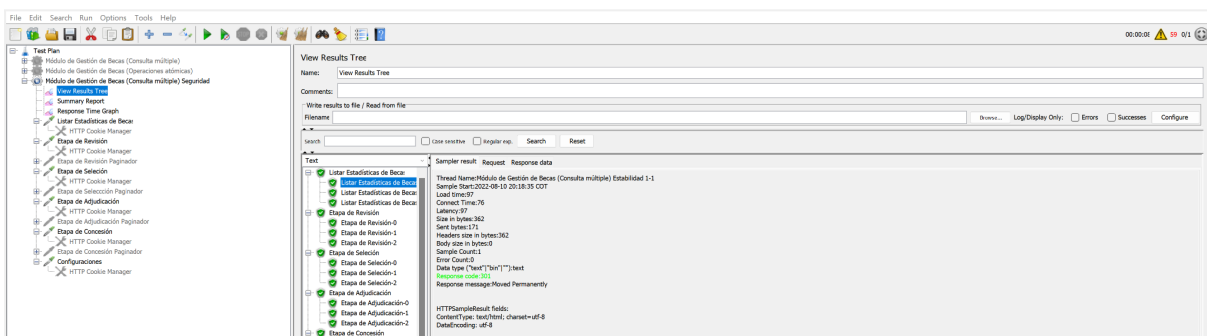 File Edit Search Run Options Tools Help
00:00:0 59 0/1
Test Plan
Módulo de Gestión de Becas (Consulta múltiple)
Módulo de Gestión de Becas (Operaciones atómicas)
Módulo de Gestión de Becas (Consulta múltiple) Seguridad
View Results Tree
Summary Report
Response Time Graph
Listar Estadísticas de Becas
HTTP Cookie Manager
Etapa de Revisión
HTTP Cookie Manager
Etapa de Revisión Paginador
Etapa de Selección
HTTP Cookie Manager
Etapa de Seleccción Paginador
Etapa de Adjudicación
HTTP Cookie Manager
Etapa de Adjudicación Paginador
Etapa de Concesión
HTTP Cookie Manager
Etapa de Concesión Paginador
Configuraciones
HTTP Cookie Manager
View Results Tree
Name: View Results Tree
Comments:
Write results to file / Read from file
Filename Browse... Log/Display Only: Errors Successes Configure
Search: Case sensitive Regular exp. Search Reset
Text
Listar Estadísticas de Beca
Listar Estadísticas de Beca
Listar Estadísticas de Beca
Listar Estadísticas de Beca
Etapa de Revisión
Etapa de Revisión-0
Etapa de Revisión-1
Etapa de Revisión-2
Etapa de Seleción
Etapa de Seleción-0
Etapa de Seleción-1
Etapa de Seleción-2
Etapa de Adjudicación
Etapa de Adjudicación-0
Etapa de Adjudicación-1
Etapa de Adjudicación-2
Etapa de Concesión
Sampler result Request Response data
Thread Name:Módulo de Gestión de Becas (Consulta múltiple) Estabilidad 1-1
Sample Start:2022-08-10 20:18:35 COT
Load time:97
Connect Time:76
Latency:97
Size in bytes:362
Sent bytes:171
Headers size in bytes:362
Body size in bytes:0
Sample Count:1
Error Count:0
Data type ("text"|"bin"|""):text
Response code:301
Response message:Moved Permanently
HTTPSampleResult fields:
ContentType: text/html; charset=utf-8
DataEncoding: utf-8